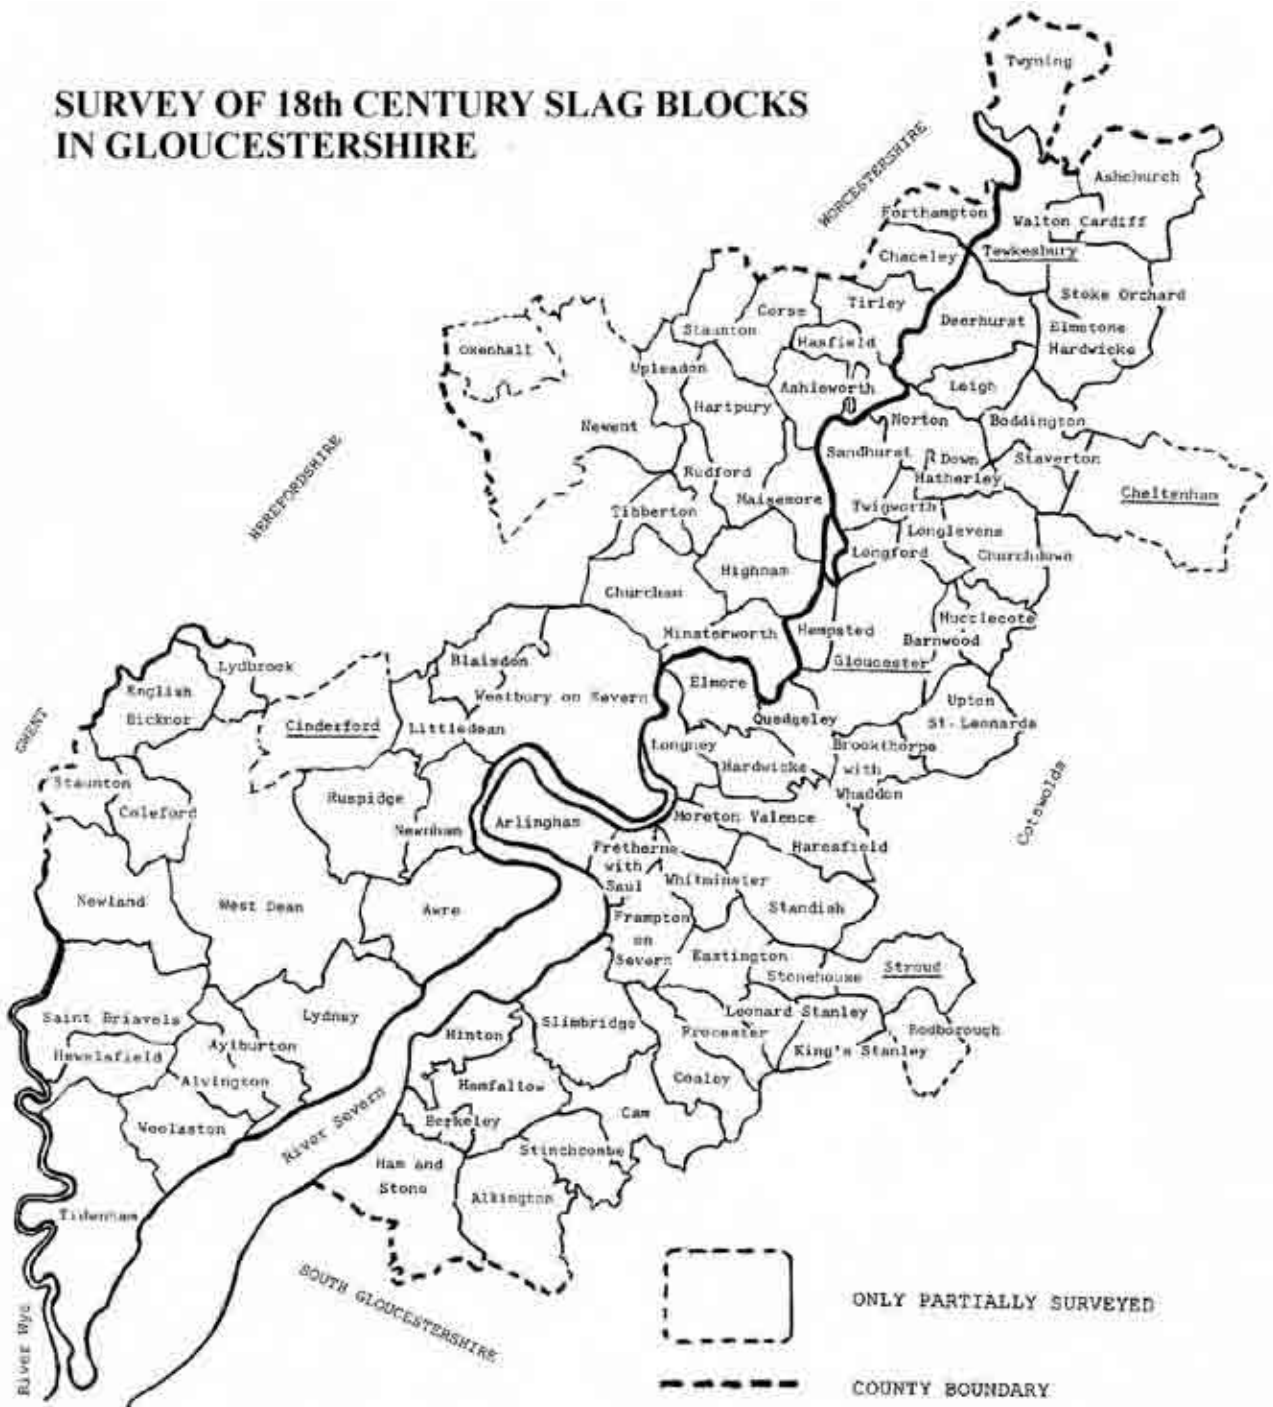 SURVEY OF 18th CENTURY SLAG BLOCKS
IN GLOUCESTERSHIRE
Twyning
WORCESTERSHIRE
Ashchurch
Forthampton
Walton Cardiff
Chaceley
Tewkesbury
Stoke Orchard
Tirley
Corse
Deerhurst
Staunton
Elmstone
Hardwicke
Hasfield
Oxenhall
Upleadon
Ashleworth
Leigh
Hartpury
Newent
Norton
Boddington
HEREFORDSHIRE
Sandhurst
Down
Hatherley
Staverton
Rudford
Cheltenham
Maisemore
Twigworth
Tibberton
Longlevens
Longford
Churchdown
Highnam
Churcham
Hucclecote
Minsterworth
Hempsted
Barnwood
Gloucester
Lydbrook
Blaisdon
English
Bicknor
Westbury on Severn
Elmore
Upton
St. Leonards
Cinderford
Littledean
Quedgeley
GWENT
Longney
Brookthorpe
with
Whaddon
Hardwicke
Staunton
Coleford
Ruspidge
Newnham
Arlingham
Moreton Valence
Cotswolds
Haresfield
Fretherne
with
Saul
Whitminster
Newland
West Dean
Awre
Standish
Frampton
on
Severn
Eastington
Stonehouse
Stroud
Saint Briavels
Lydney
Hinton
Slimbridge
Leonard Stanley
Frocester
Rodborough
Hewelsfield
Aylburton
King's Stanley
Alvington
Hamfallow
Coaley
Woolaston
River Severn
Berkeley
Cam
Stinchcombe
Ham and
Stone
Alkington
Tidenham
SOUTH GLOUCESTERSHIRE
River Wye
ONLY PARTIALLY SURVEYED
COUNTY BOUNDARY